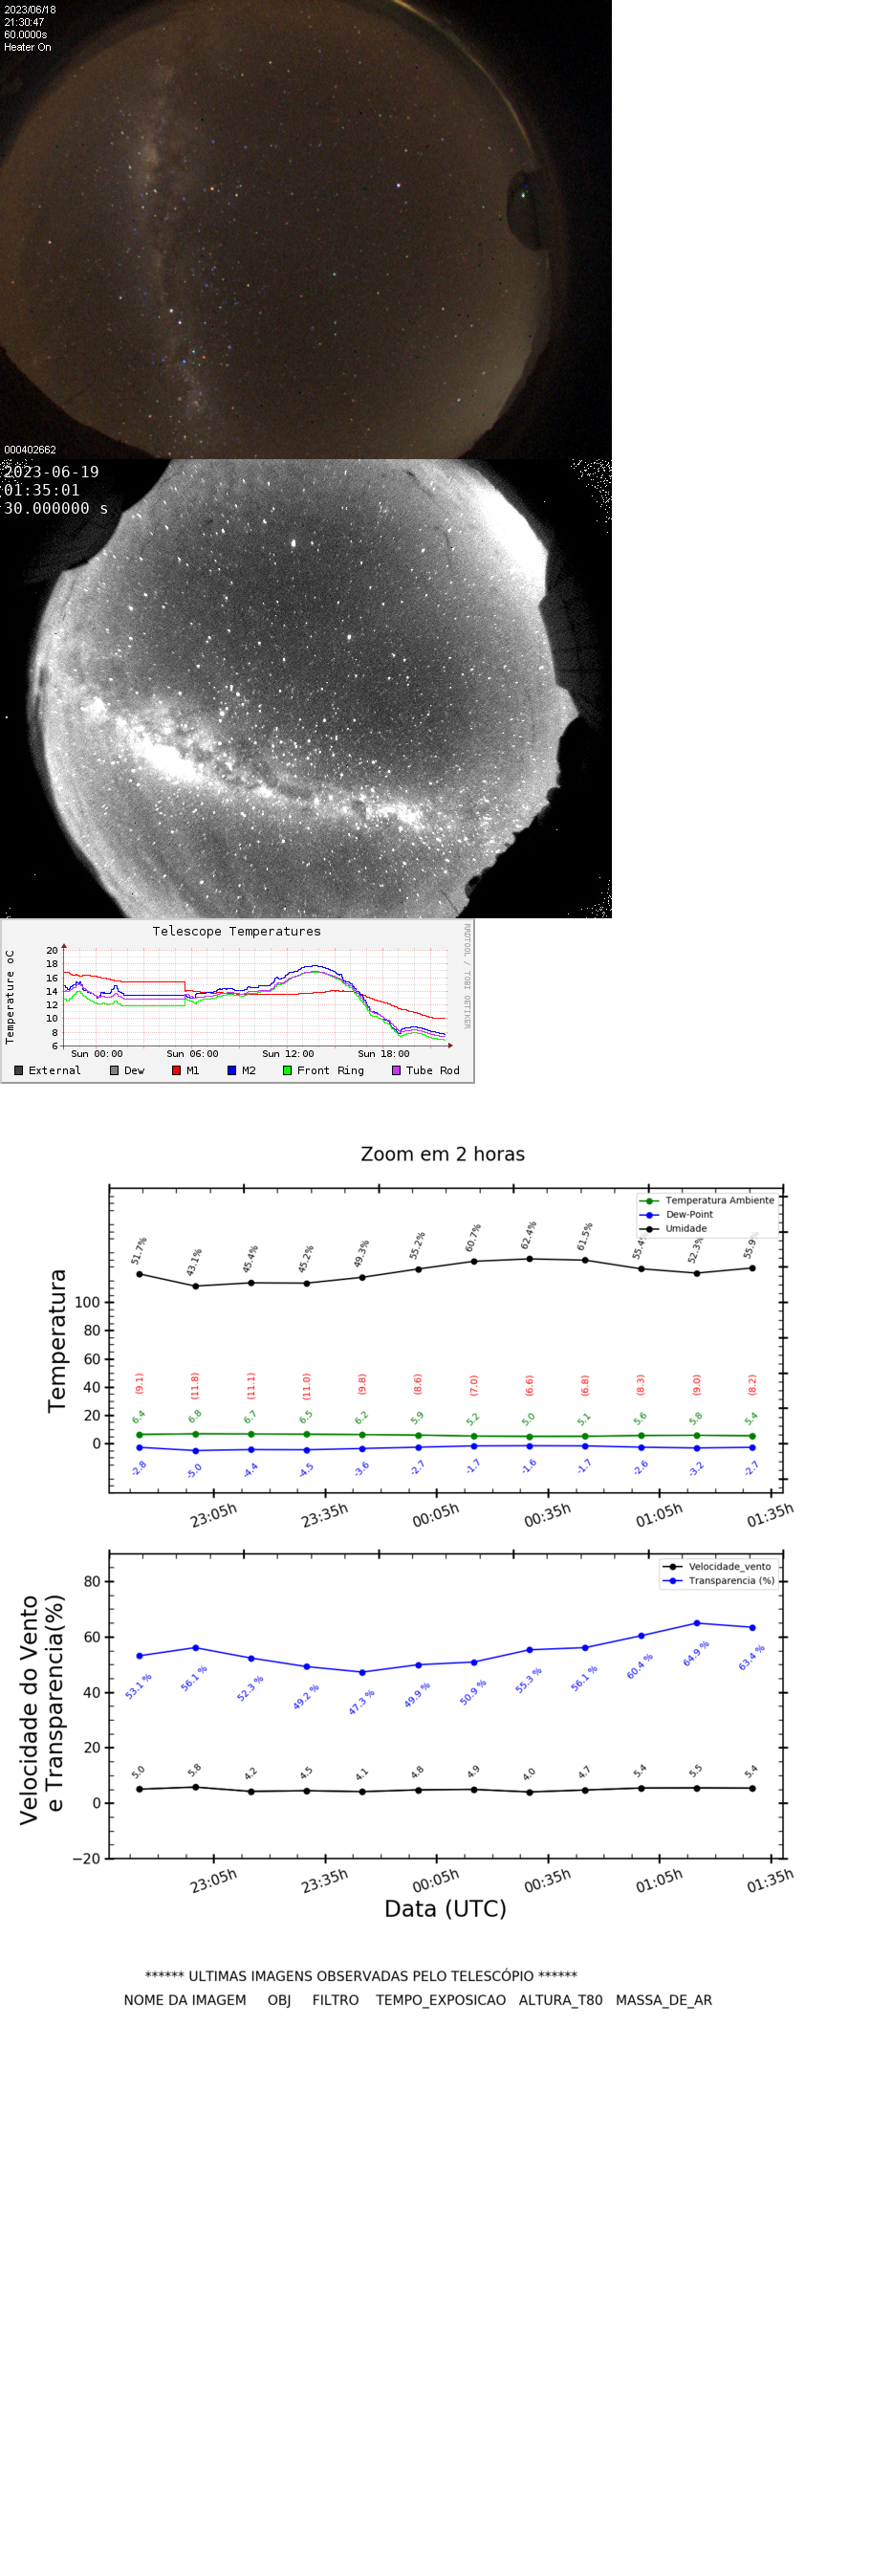 2023/06/18
21:30:47
60.0000s
Heater On
000402662
2023-06-19
01:35:01
30.000000 s
Telescope Temperatures
RRDTOOL / TOBI OETIKER
Temperature oC
20
18
16
14
12
10
8
6
Sun 00:00 Sun 06:00 Sun 12:00 Sun 18:00
External Dew M1 M2 Front Ring Tube Rod
Zoom em 2 horas
Temperatura Ambiente
Dew-Point
Umidade
51.7% 43.1% 45.4% 45.2% 49.3% 55.2% 60.7% 62.4% 61.5% 52.3%
Temperatura
100
80
60
40
20
0
(9.1) (11.8) (11.1) (11.0) (9.8) (8.6) (7.0) (6.6) (6.8) (8.3) (9.0) (8.2)
6.4 6.8 6.7 6.5 6.2 5.9 5.2 5.0 5.1 5.6 5.8 5.4
-2.8 -5.0 -4.4 -4.5 -3.6 -2.7 -1.7 -1.6 -1.7 -2.6 -3.2 -2.7
23:05h 23:35h 00:05h 00:35h 01:05h 01:35h
Velocidade_vento
Transparencia (%)
Velocidade do Vento
e Transparencia(%)
80
60
40
20
0
−20
53.1 % 56.1 % 52.3 % 49.2 % 47.3 % 49.9 % 50.9 % 55.3 % 56.1 % 60.4 % 64.9 % 63.4 %
5.0 5.8 4.2 4.5 4.1 4.8 4.9 4.0 4.7 5.4 5.5 5.4
23:05h 23:35h 00:05h 00:35h 01:05h 01:35h
Data (UTC)
****** ULTIMAS IMAGENS OBSERVADAS PELO TELESCÓPIO ******
NOME DA IMAGEM OBJ FILTRO TEMPO_EXPOSICAO ALTURA_T80 MASSA_DE_AR